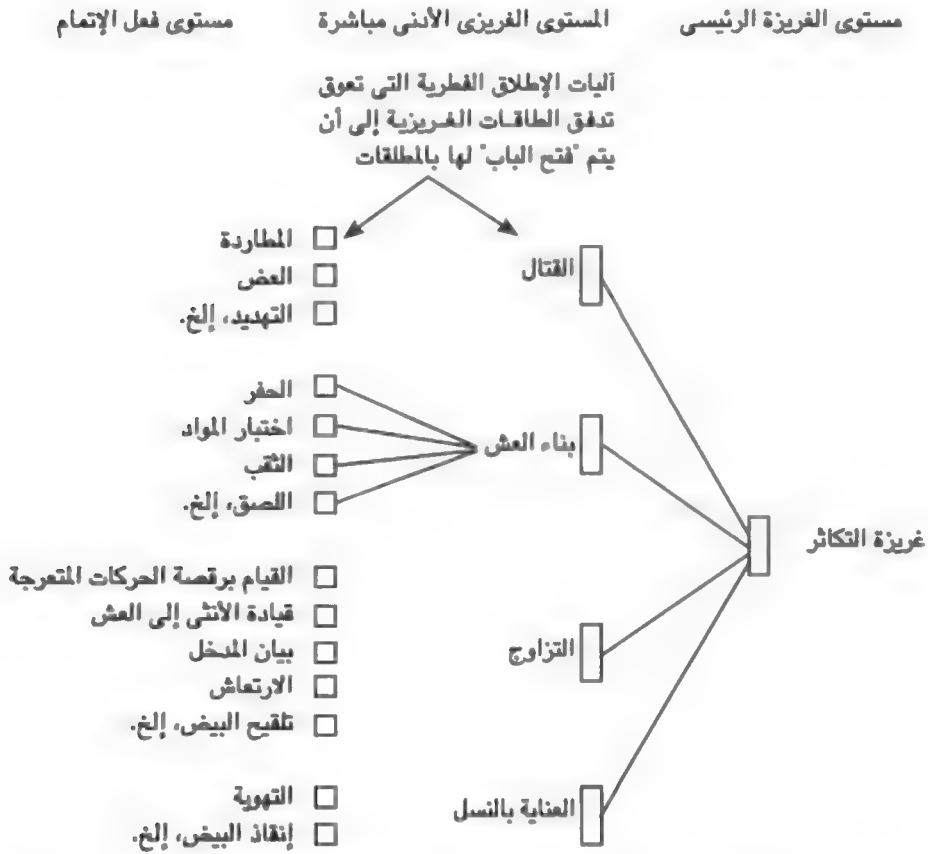 مستوى الغريزة الرئيسى
المستوى الغريزى الأدنى مباشرة
مستوى فعل الإتمام
آليات الإطلاق الفطرية التى تعوق
تدفق الطاقات الغريزية إلى أن
يتم "فتح الباب" لها بالمطلقات
غريزة التكاثر
القتال
المطاردة
العض
التهديد، إلخ.
بناء العش
الحفر
اختبار المواد
الثقب
اللصق، إلخ.
التزاوج
القيام برقصة الحركات المتعرجة
قيادة الأنثى إلى العش
بيان المدخل
الارتعاش
تلقيح البيض، إلخ.
العناية بالنسل
التهوية
إنقاذ البيض، إلخ.